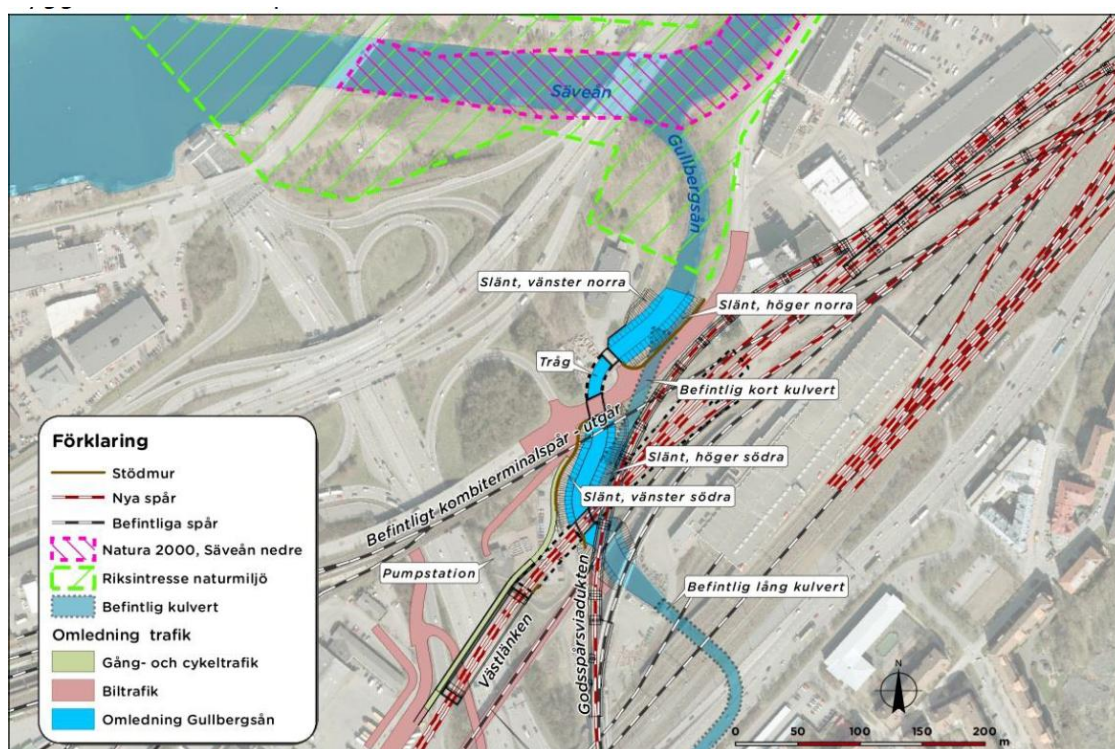 Säveån
Gullbergsån
Slänt, vänster norra
Slänt, höger norra
Tråg
Befintlig kort kulvert
Befintligt kombiterminalspår - utgår
Slänt, höger södra
Slänt, vänster södra
Pumpstation
Befintlig lång kulvert
Västlänken
Godsspårsviadukten
Förklaring
Stödmur
Nya spår
Befintliga spår
Natura 2000, Säveån nedre
Riksintresse naturmiljö
Befintlig kulvert
Omledning trafik
Gång- och cykeltrafik
Biltrafik
Omledning Gullbergsån
N
0 50 100 150 200
m